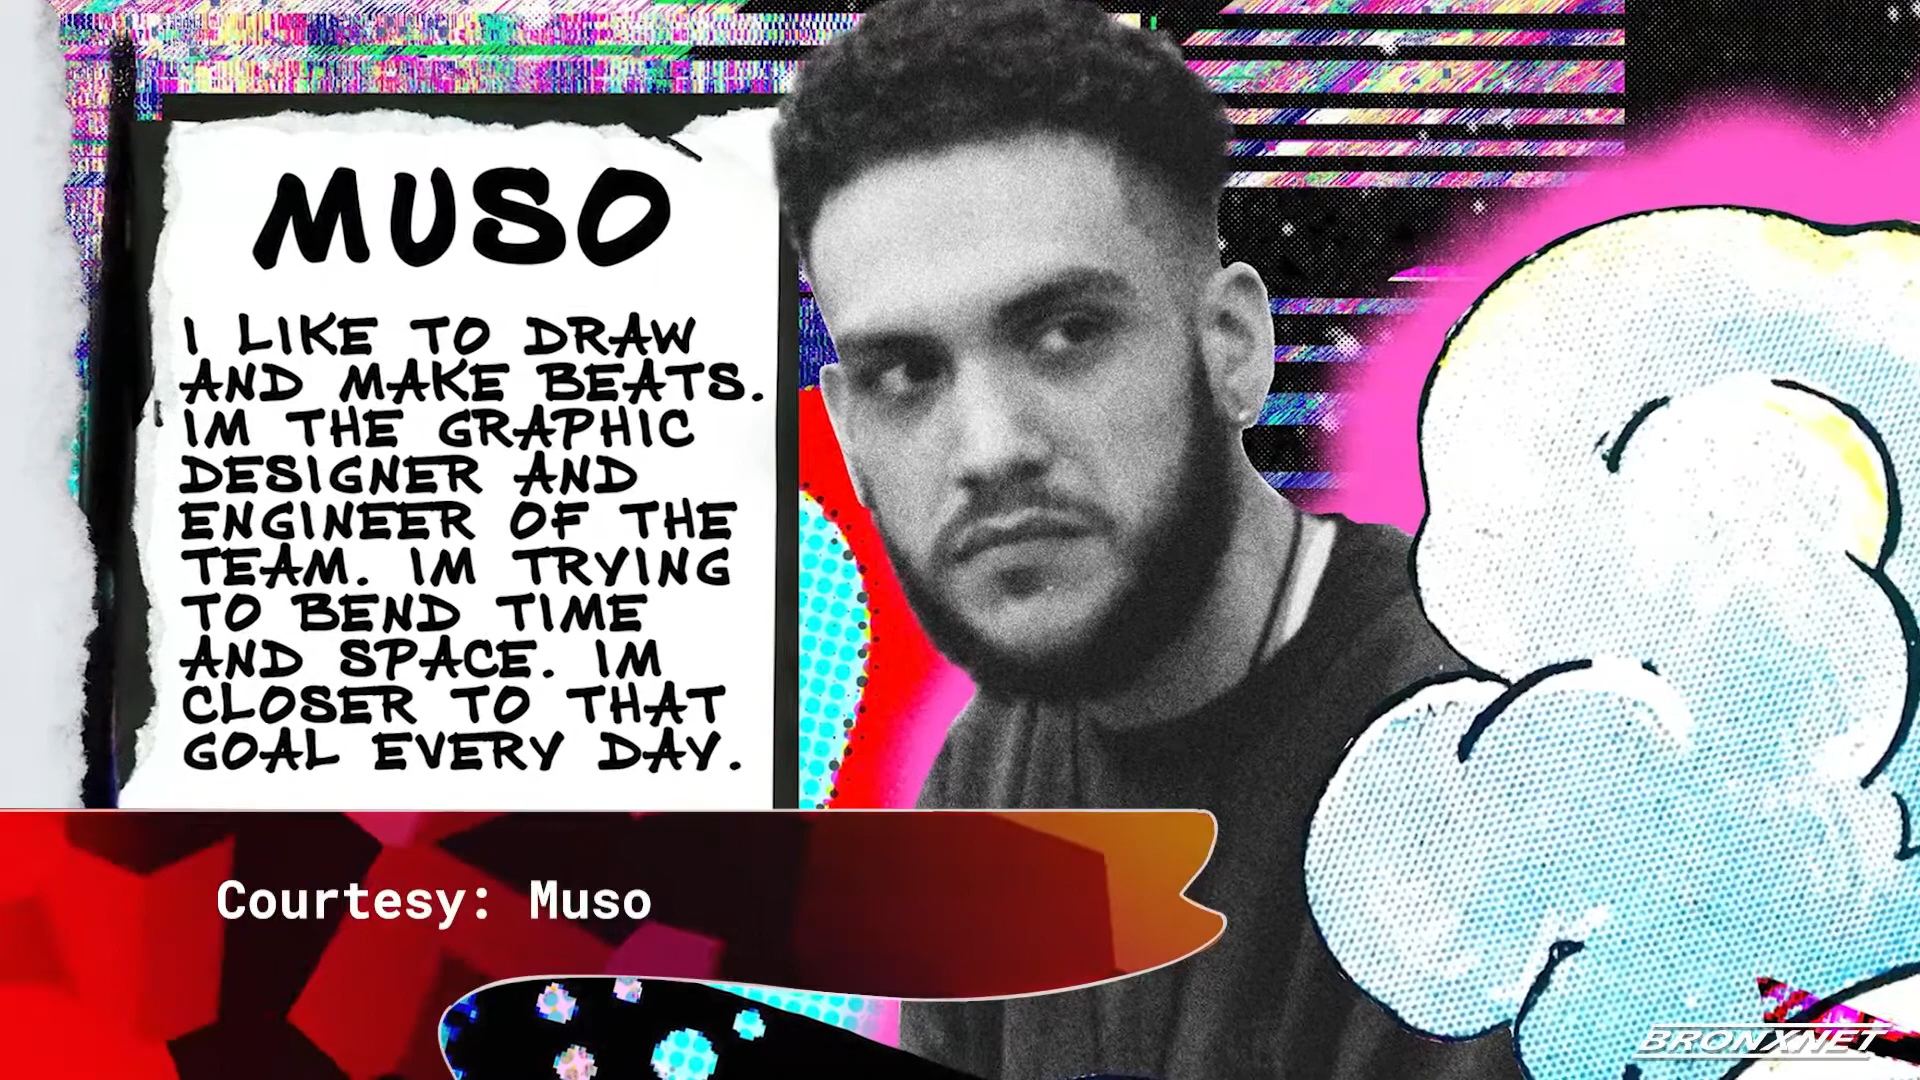 MUSO
I LIKE TO DRAW
AND MAKE BEATS.
IM THE GRAPHIC
DESIGNER AND
ENGINEER OF THE
TEAM. IM TRYING
TO BEND TIME
AND SPACE. IM
CLOSER TO THAT
GOAL EVERY DAY.
Courtesy: Muso
BRONXNET